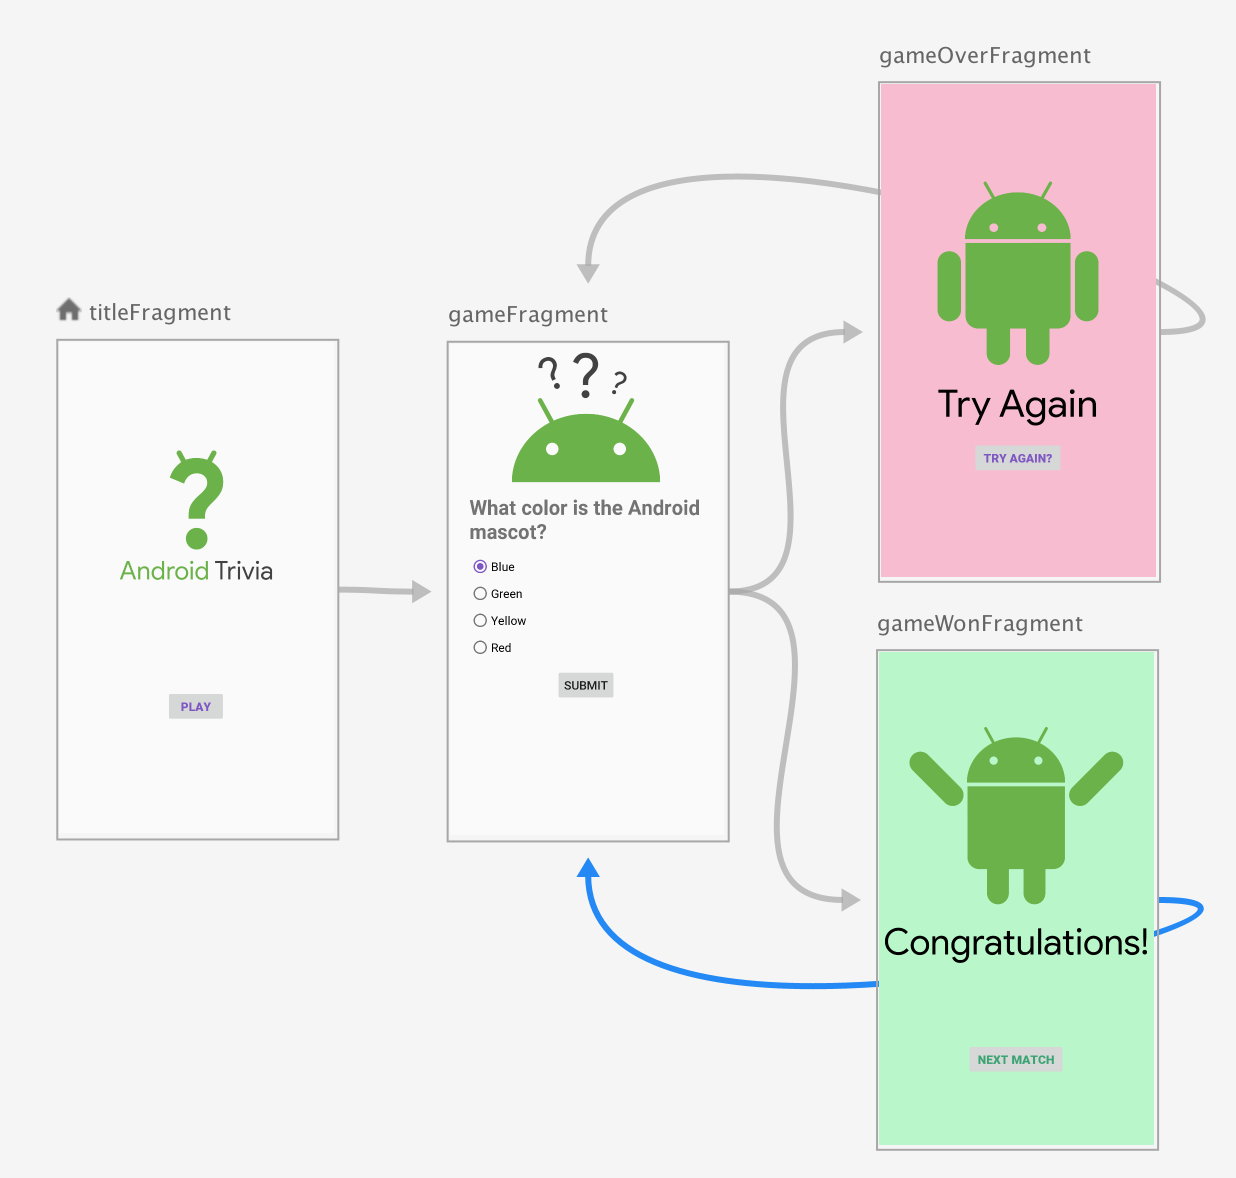 gameOverFragment
Try Again
TRY AGAIN?
titleFragment
Android Trivia
PLAY
gameFragment
? ? ?
What color is the Android
mascot?
Blue
Green
Yellow
Red
SUBMIT
gameWonFragment
Congratulations!
NEXT MATCH